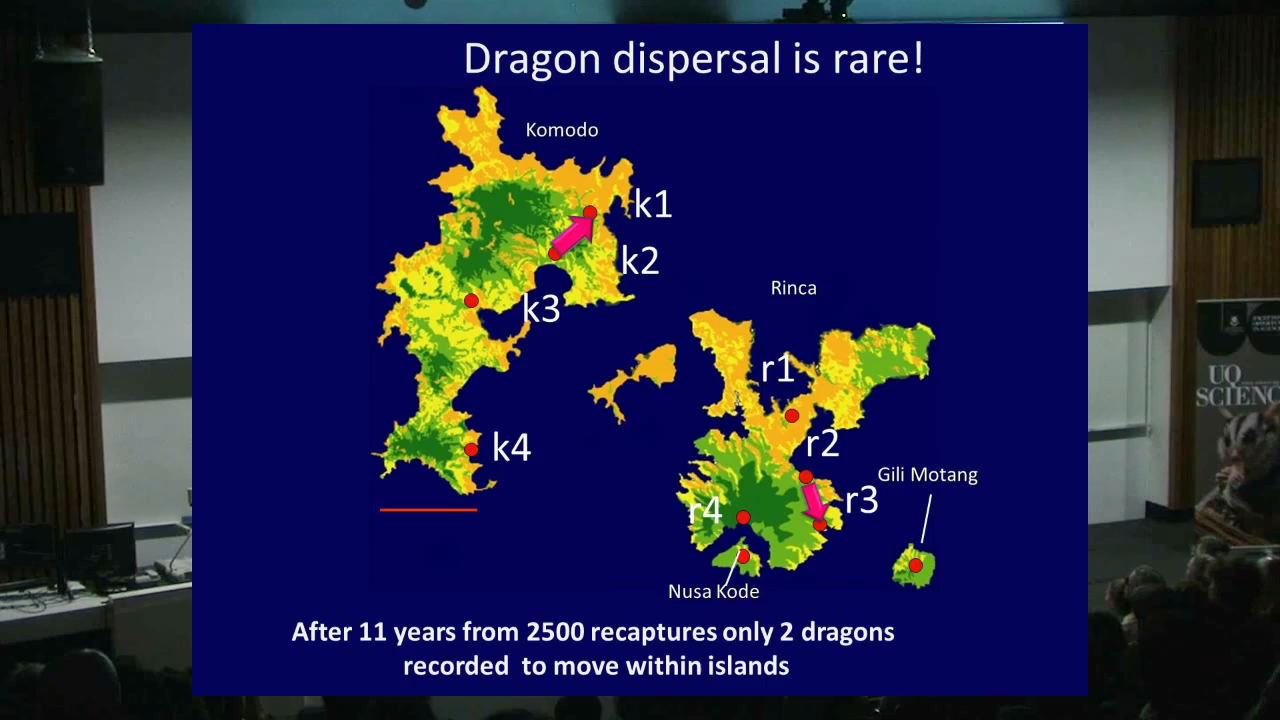 Dragon dispersal is rare!
Komodo
k1
k2
k3
k4
Rinca
r1
r2
r3
r4
Gili Motang
Nusa Kode
After 11 years from 2500 recaptures only 2 dragons
recorded to move within islands
UQ
SCIENC